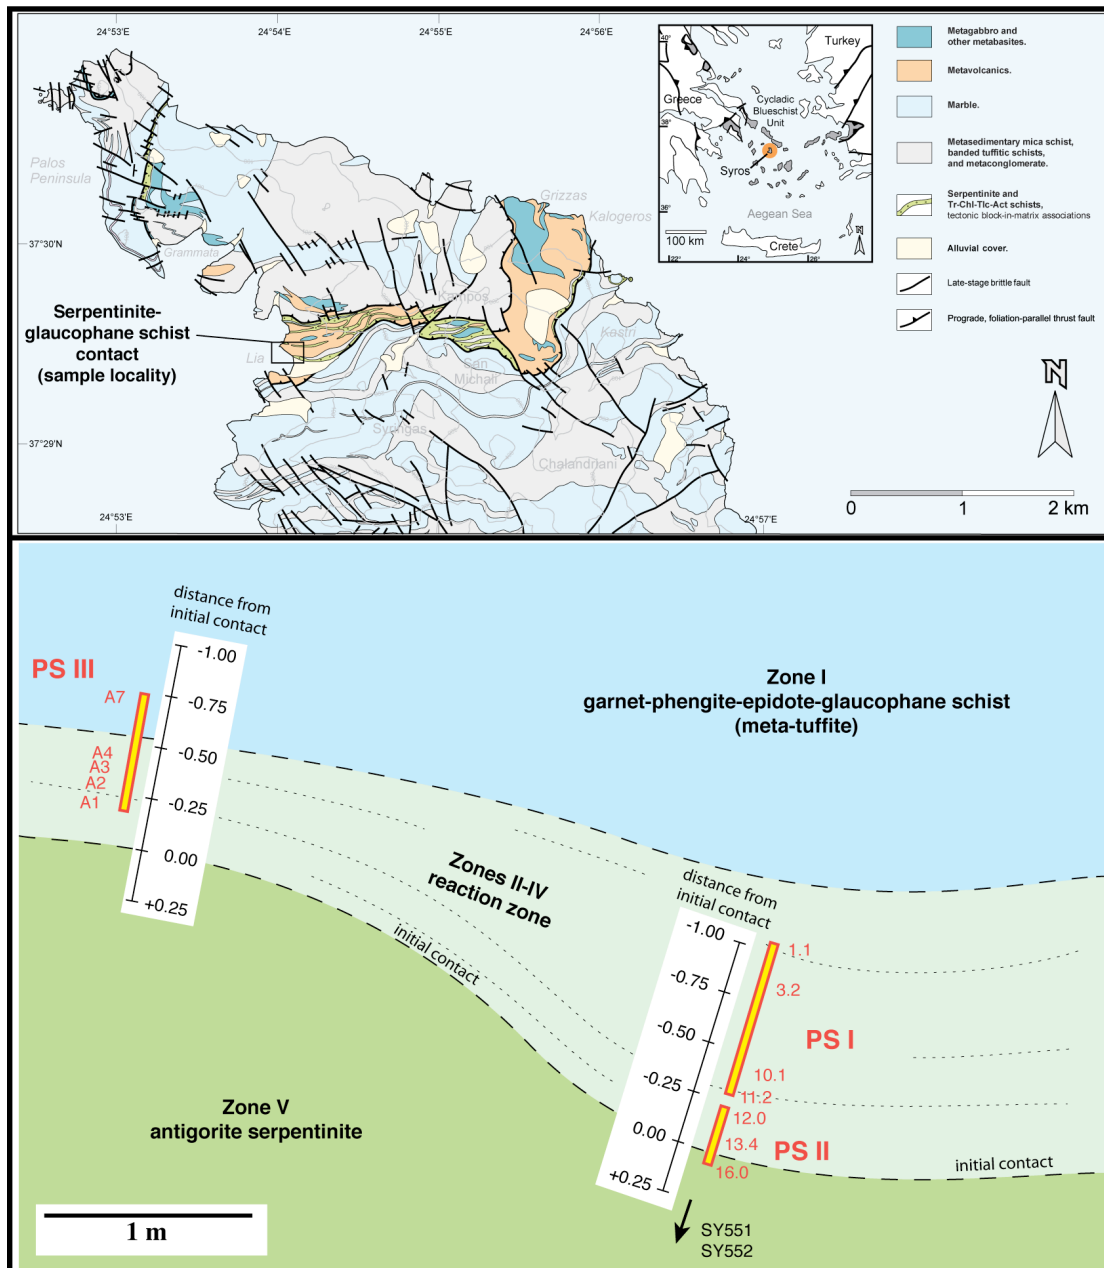 24°53'E
24°54'E
24°55'E
24°56'E
37°30'N
37°29'N
24°53'E
24°57'E
Palos
Peninsula
Grammata
Grizzas
Kalogeros
Kampos
Kastri
Lia
San
Michali
Syringas
Chalandriani
Serpentinite-
glaucophane schist
contact
(sample locality)
40°
38°
36°
22°
24°
26°
Turkey
Greece
Cycladic
Blueschist
Unit
Syros
Aegean Sea
Crete
100 km
N
Metagabbro and
other metabasites.
Metavolcanics.
Marble.
Metasedimentary mica schist,
banded tuffitic schists,
and metaconglomerate.
Serpentinite and
Tr-Chl-Tlc-Act schists,
tectonic block-in-matrix associations
Alluvial cover.
Late-stage brittle fault
Prograde, foliation-parallel thrust fault
N
0 1 2 km
distance from
initial contact
-1.00
-0.75
-0.50
-0.25
0.00
+0.25
PS III
A7
A4
A3
A2
A1
Zone I
garnet-phengite-epidote-glaucophane schist
(meta-tuffite)
Zones II-IV
reaction zone
initial contact
distance from
initial contact
-1.00
-0.75
-0.50
-0.25
0.00
+0.25
1.1
3.2
PS I
10.1
11.2
12.0
13.4
PS II
16.0
initial contact
Zone V
antigorite serpentinite
SY551
SY552
1 m